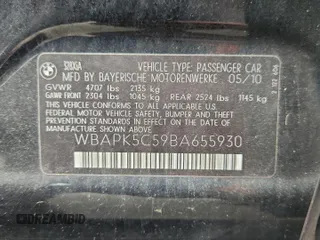 BMW
VEHICLE TYPE: PASSENGER CAR
MFD BY BAYERISCHE MOTORENWERKE 05/10
GVWR 4707 lbs 2135 kg
GAWR FRONT 2304 lbs 1045 kg REAR 2524 lbs 1145 kg
THIS VEHICLE CONFORMS TO ALL APPLICABLE U.S.
FEDERAL MOTOR VEHICLE SAFETY, BUMPER AND THEFT
PREVENTION STANDARDS IN EFFECT ON THE DATE OF
MANUFACTURE SHOWN ABOVE.
WBAPK5C59BA655930
AMBID